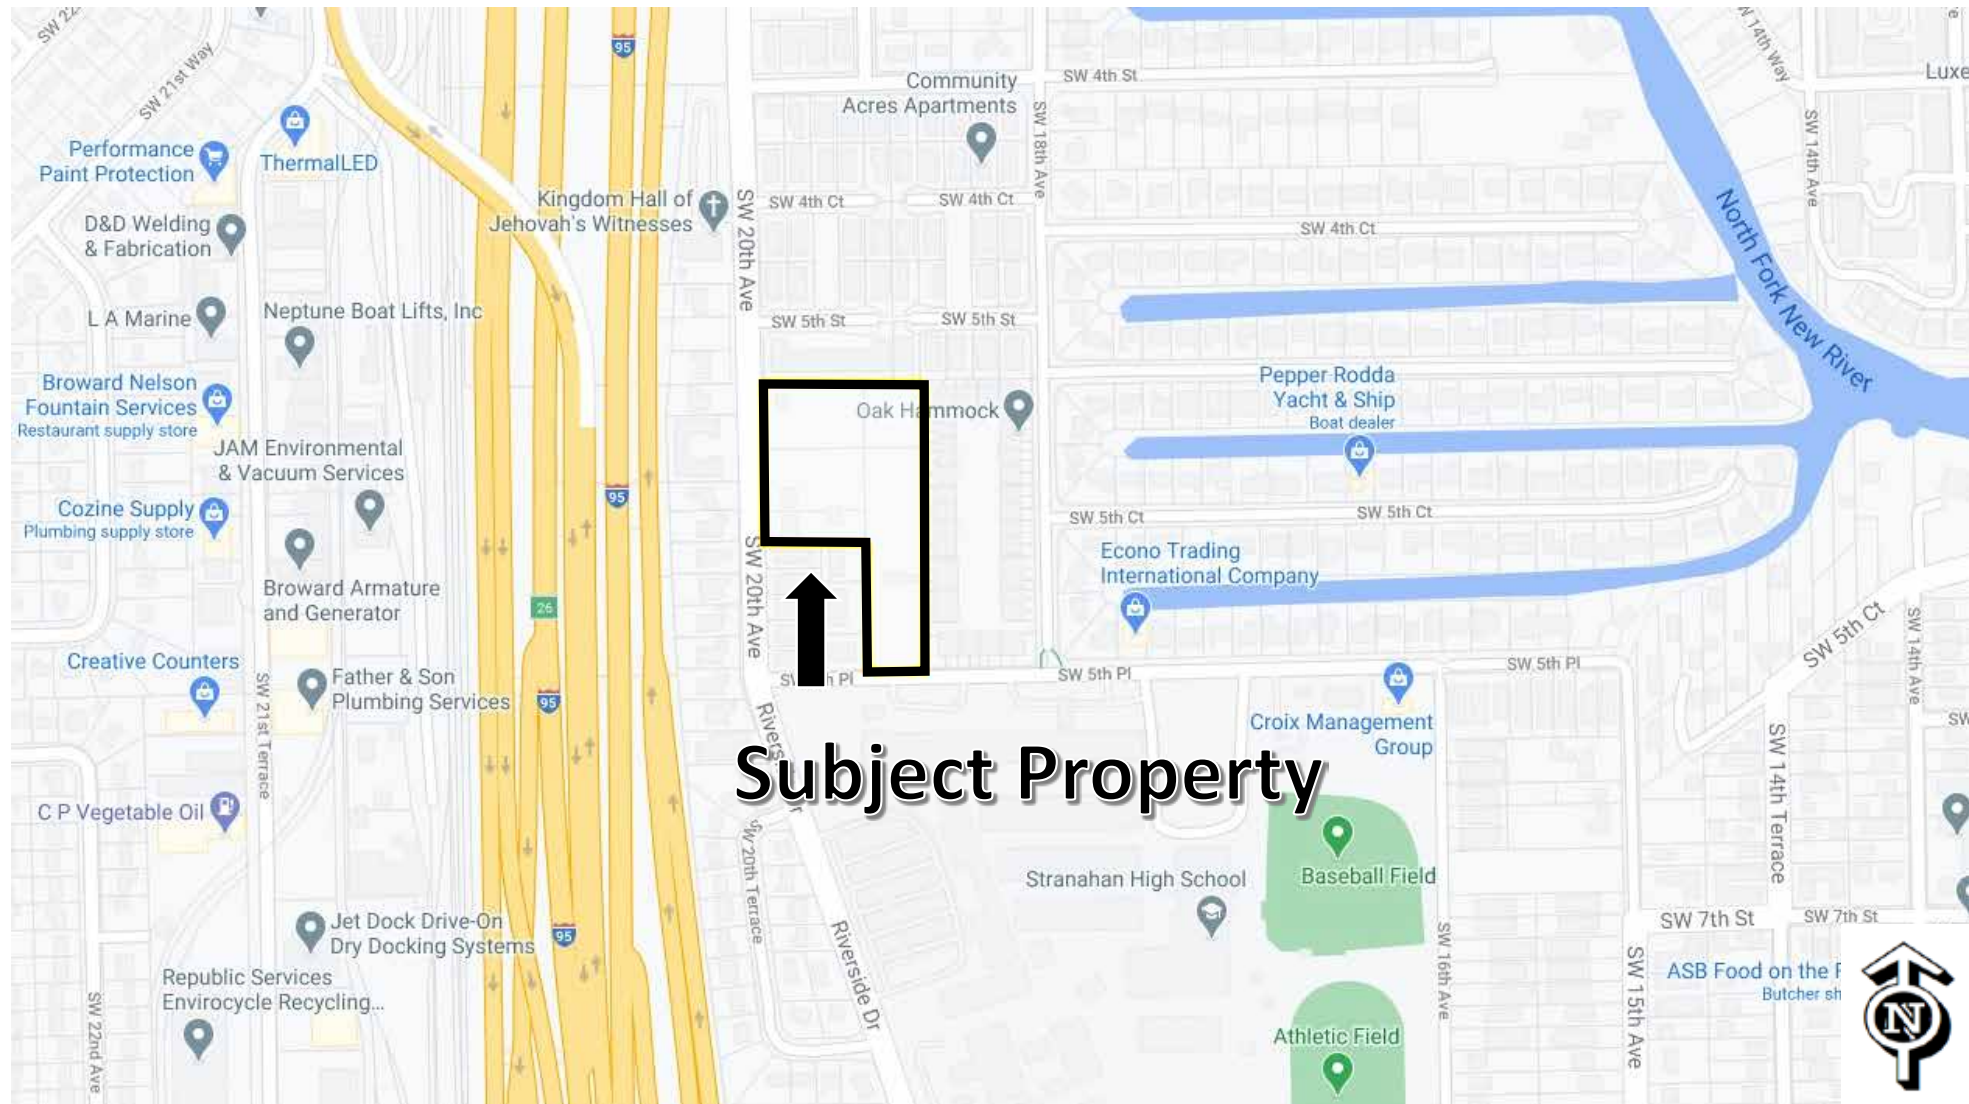 SW 22
SW 21st Way
95
SW 14th Way
Luxe
Community
Acres Apartments
SW 4th St
SW 18th Ave
SW 14th Ave
Performance
Paint Protection
ThermalLED
Kingdom Hall of
Jehovah's Witnesses
SW 20th Ave
SW 4th Ct
SW 4th Ct
SW 4th Ct
North Fork New River
D&D Welding
& Fabrication
L A Marine
Neptune Boat Lifts, Inc
SW 5th St
SW 5th St
Broward Nelson
Fountain Services
Restaurant supply store
Oak Hammock
Pepper Rodda
Yacht & Ship
Boat dealer
JAM Environmental
& Vacuum Services
95
Cozine Supply
Plumbing supply store
SW 5th Ct
SW 5th Ct
SW 20th Ave
Econo Trading
International Company
Broward Armature
and Generator
26
SW 5th Ct
SW 14th Ave
Creative Counters
Father & Son
Plumbing Services
95
SW 5th Pl
SW 5th Pl
SW 21st Terrace
Croix Management
Group
SW
Riverside Dr
Subject Property
SW 14th Terrace
C P Vegetable Oil
SW 20th Terrace
Baseball Field
Stranahan High School
Jet Dock Drive-On
Dry Docking Systems
95
SW 7th St
SW 7th St
Riverside Dr
SW 16th Ave
SW 15th Ave
Republic Services
Envirocycle Recycling...
ASB Food on the
Butcher sh
SW 22nd Ave
Athletic Field
N